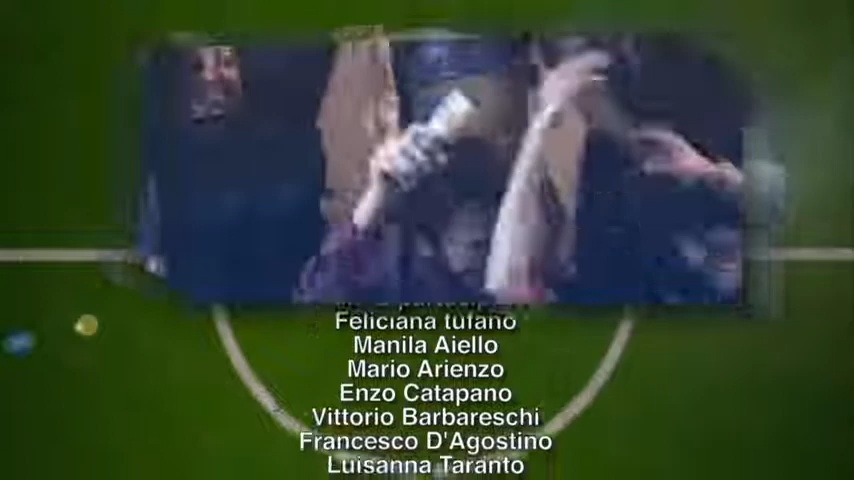 Feliciana tufano
Manila Aiello
Mario Arienzo
Enzo Catapano
Vittorio Barbareschi
Francesco D'Agostino
Luisanna Taranto